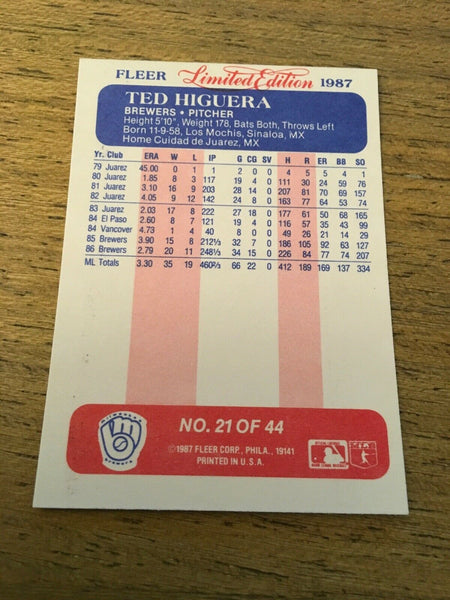 FLEER Limited Edition 1987
TED HIGUERA
BREWERS • PITCHER
Height 5'10", Weight 178, Bats Both, Throws Left
Born 11-9-58, Los Mochis, Sinaloa, MX
Home Cuidad de Juarez, MX
Yr. Club ERA W L IP G CG SV H R ER BB SO
79 Juarez 45.00 0 1 1 2 0 0 4 5 5 4 1
80 Juarez 1.85 8 3 116 19 4 0 111 30 24 59 76
81 Juarez 3.10 16 9 203 28 14 0 207 81 70 69 157
82 Juarez 4.05 9 12 142 24 8 0 163 77 64 54 74
83 Juarez 2.03 17 8 222 27 18 0 177 61 50 68 165
84 El Paso 2.60 8 7 121 19 4 0 116 57 35 43 99
84 Vancouver 4.73 1 4 40 8 0 0 49 26 21 14 29
85 Brewers 3.90 15 8 212⅓ 32 7 0 186 105 92 63 127
86 Brewers 2.79 20 11 248⅓ 34 15 0 226 84 77 74 207
ML Totals 3.30 35 19 460⅔ 66 22 0 412 189 169 137 334
NO. 21 OF 44
©1987 FLEER CORP., PHILA., 19141
PRINTED IN U.S.A.